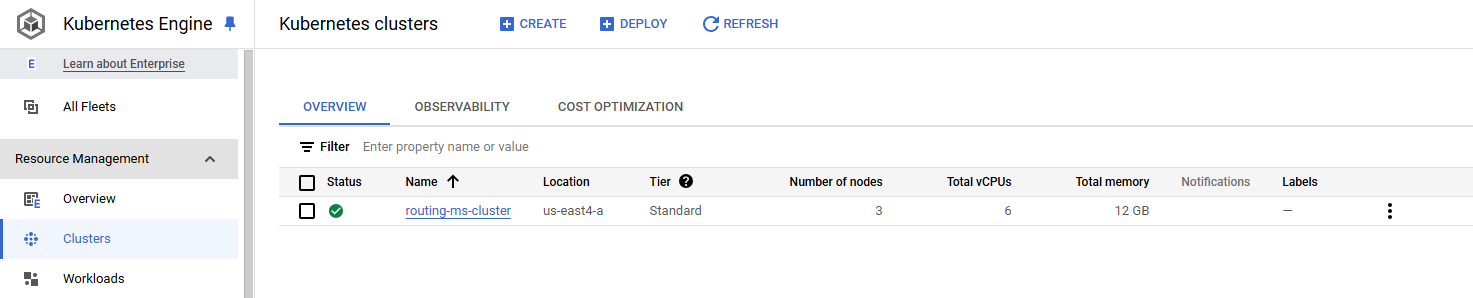 Kubernetes Engine
Kubernetes clusters CREATE DEPLOY REFRESH
E Learn about Enterprise
All Fleets
Resource Management
Overview
Clusters
Workloads
OVERVIEW OBSERVABILITY COST OPTIMIZATION
Filter Enter property name or value
Status Name Location Tier Number of nodes Total vCPUs Total memory Notifications Labels
routing-ms-cluster us-east4-a Standard 3 6 12 GB —